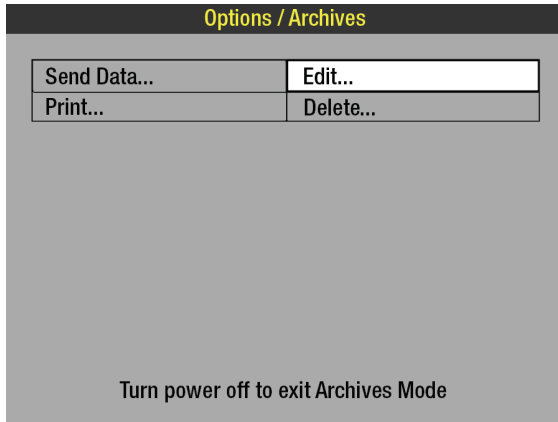 Options / Archives
Send Data... Edit...
Print... Delete...
Turn power off to exit Archives Mode